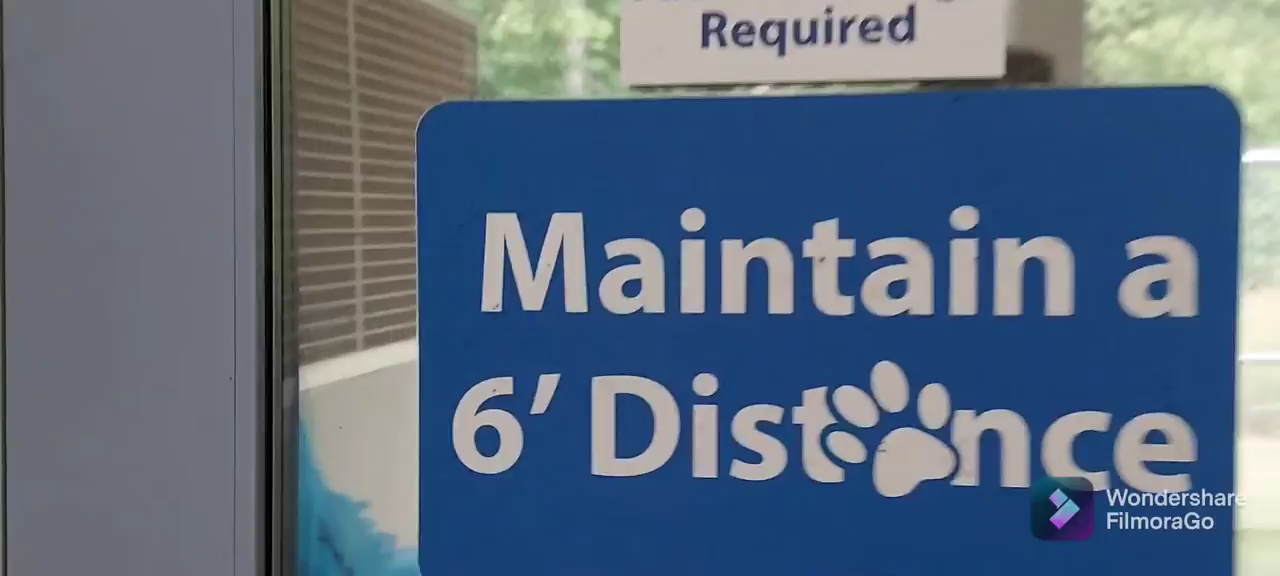 Required
Maintain a
6’ Distance
Wondershare
FilmoraGo